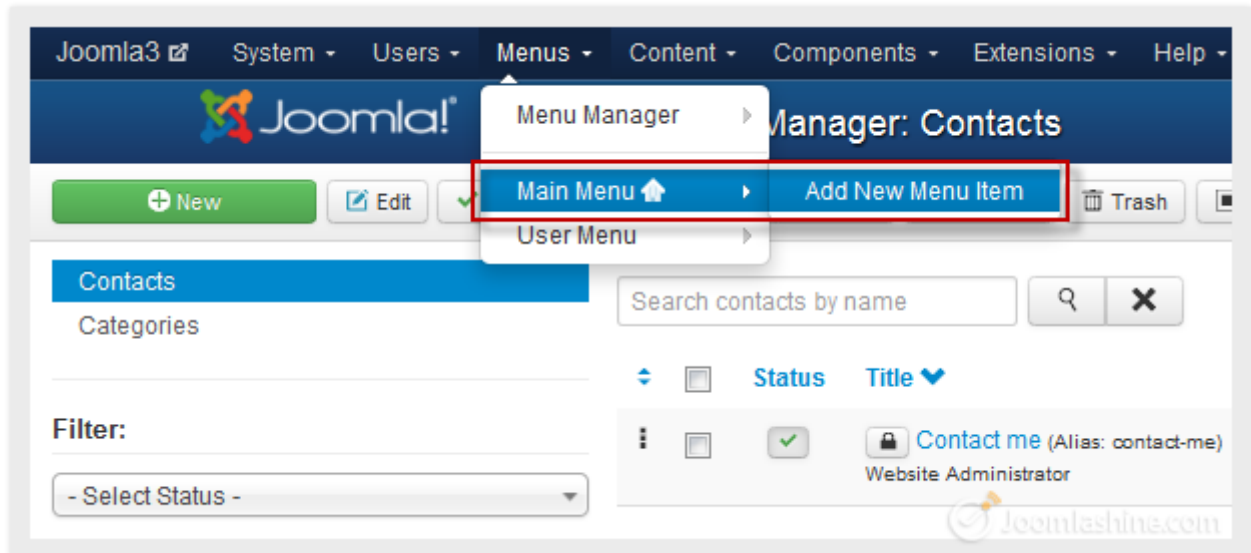 Joomla3 System Users Menus Content Components Extensions Help
Joomla!® Manager: Contacts
Menu Manager
New Edit Main Menu Add New Menu Item Trash
User Menu
Contacts
Categories
Search contacts by name
Status Title
Filter:
Contact me (Alias: contact-me)
Website Administrator
- Select Status -
Joomlashine.com